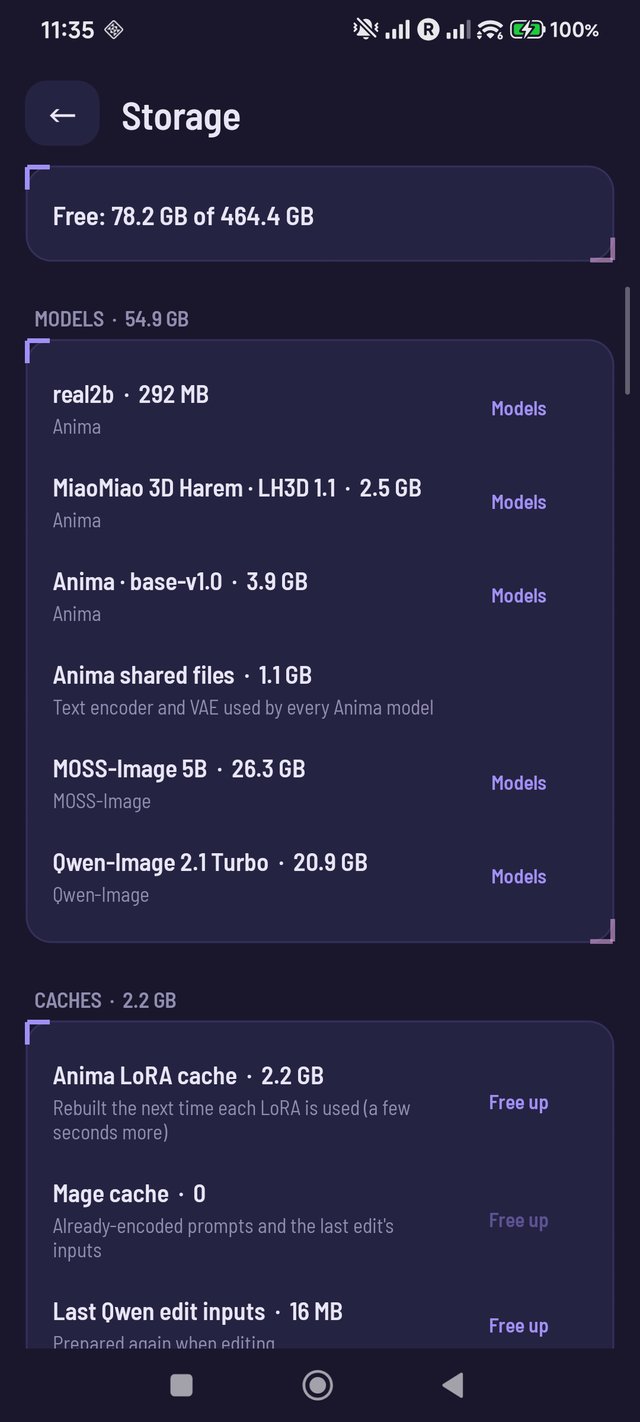 11:35
R
6
100%
←
Storage
Free: 78.2 GB of 464.4 GB
MODELS · 54.9 GB
real2b · 292 MB
Models
Anima
MiaoMiao 3D Harem · LH3D 1.1 · 2.5 GB
Models
Anima
Anima · base-v1.0 · 3.9 GB
Models
Anima
Anima shared files · 1.1 GB
Text encoder and VAE used by every Anima model
MOSS-Image 5B · 26.3 GB
Models
MOSS-Image
Qwen-Image 2.1 Turbo · 20.9 GB
Models
Qwen-Image
CACHES · 2.2 GB
Anima LoRA cache · 2.2 GB
Rebuilt the next time each LoRA is used (a few
seconds more)
Free up
Mage cache · 0
Already-encoded prompts and the last edit's
inputs
Free up
Last Qwen edit inputs · 16 MB
Free up
Prepared again when editing